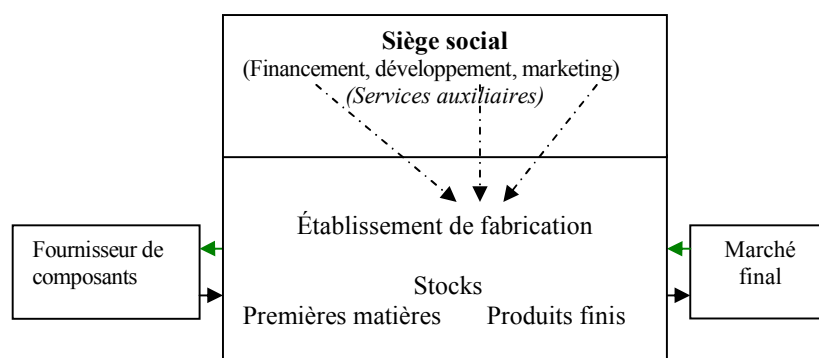 Siège social
(Financement, développement, marketing)
(Services auxiliaires)
Établissement de fabrication
Fournisseur de
composants
Marché
final
Stocks
Premières matières Produits finis